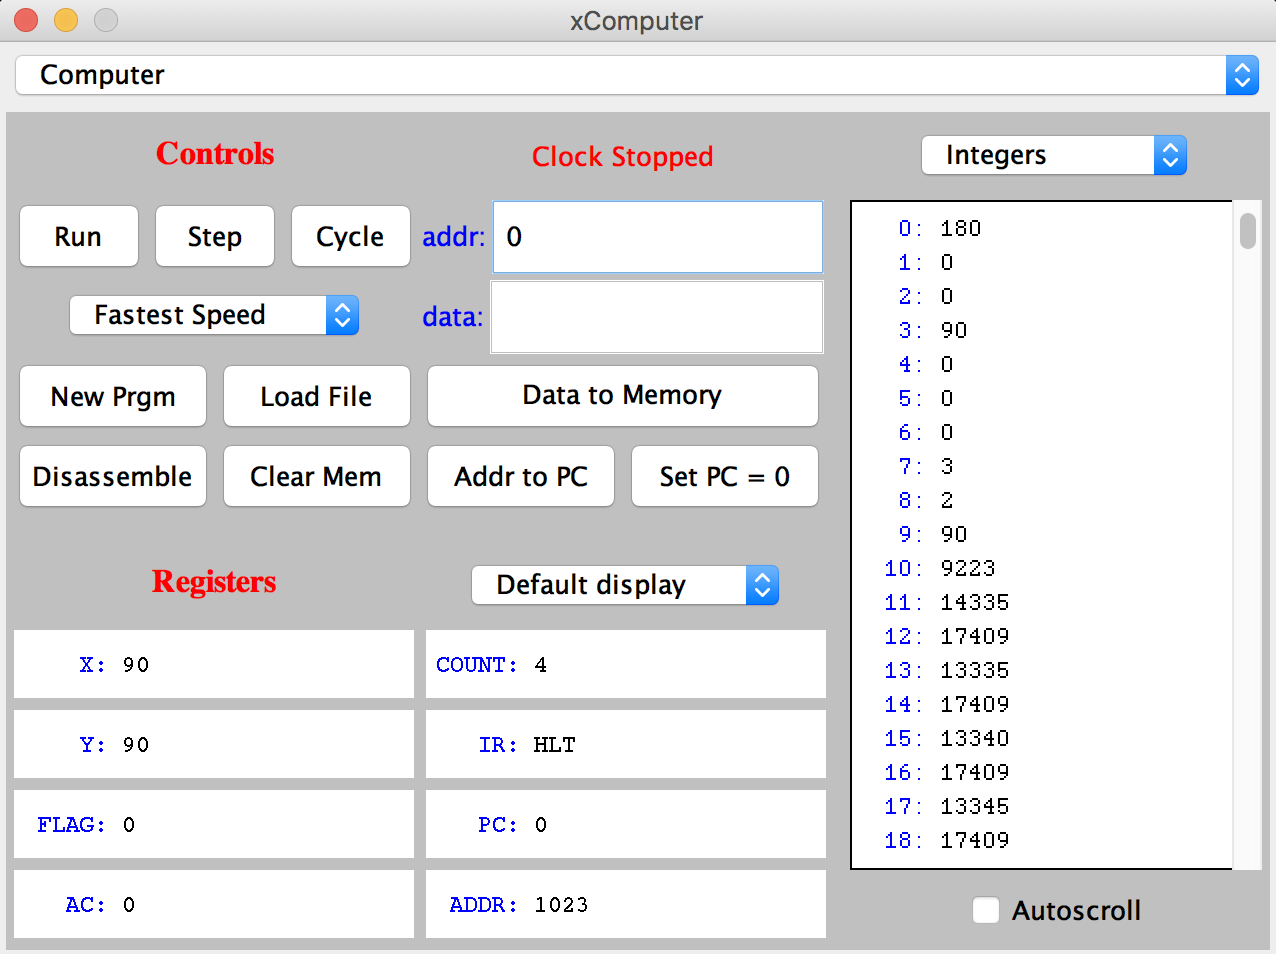 xComputer
Computer
Controls
Clock Stopped
Integers
Run
Step
Cycle
addr:
0
Fastest Speed
data:
New Prgm
Load File
Data to Memory
Disassemble
Clear Mem
Addr to PC
Set PC = 0
Registers
Default display
X: 90
COUNT: 4
Y: 90
IR: HLT
FLAG: 0
PC: 0
AC: 0
ADDR: 1023
0: 180
1: 0
2: 0
3: 90
4: 0
5: 0
6: 0
7: 3
8: 2
9: 90
10: 9223
11: 14335
12: 17409
13: 13335
14: 17409
15: 13340
16: 17409
17: 13345
18: 17409
Autoscroll